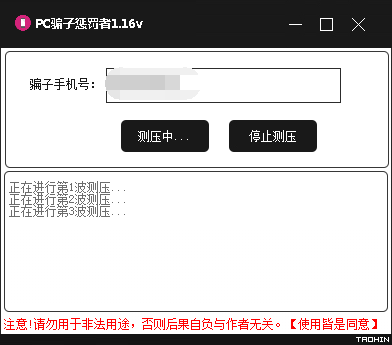 PC骗子惩罚者1.16v
骗子手机号：
测压中... 停止测压
正在进行第1波测压...
正在进行第2波测压...
正在进行第3波测压...
注意!请勿用于非法用途，否则后果自负与作者无关。【使用皆是同意】
TAOHIN